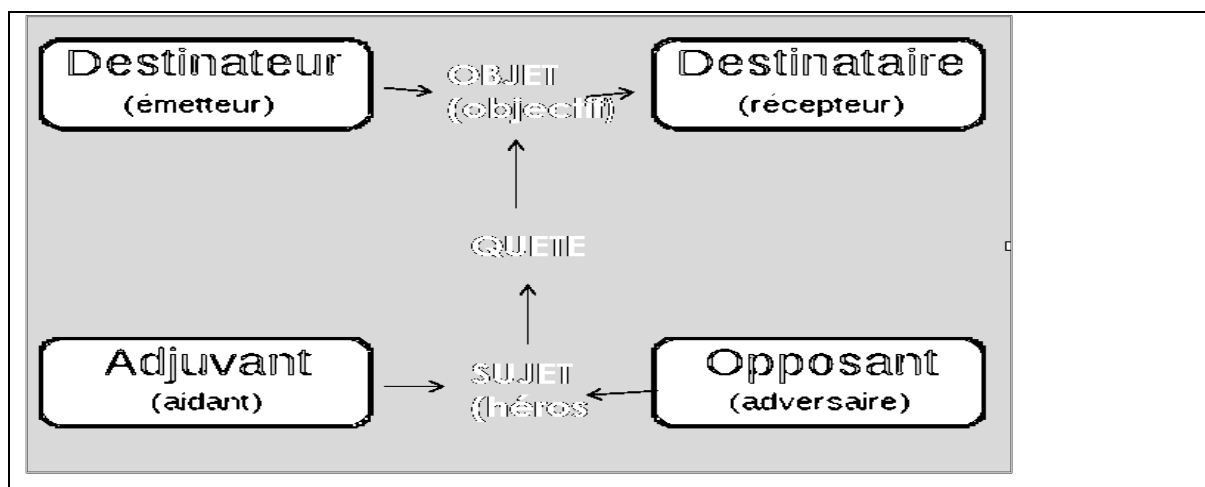 Destinateur
(émetteur)
OBJET
(objectif)
Destinataire
(récepteur)
QUETE
Adjuvant
(aidant)
SUJET
(héros
Opposant
(adversaire)